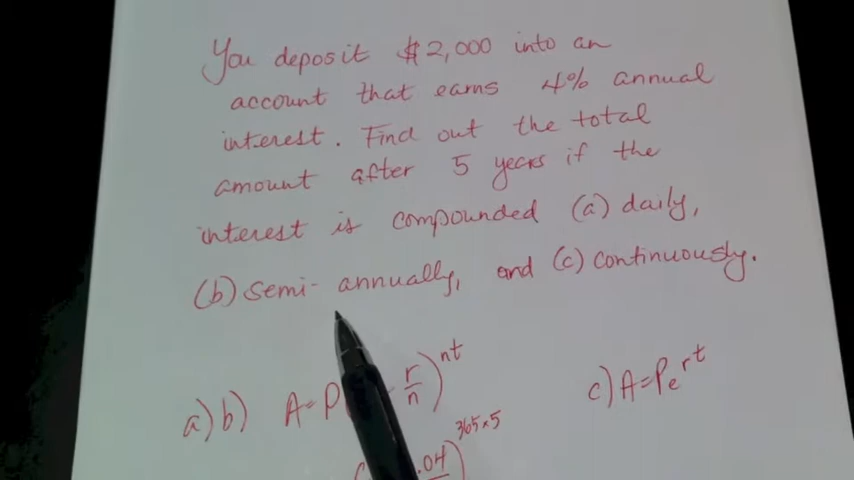 You deposit $2,000 into an
account that earns 4% annual
interest. Find out the total
amount after 5 years if the
interest is compounded (a) daily,
(b) semi-annually, and (c) continuously.
a) b) A=P r/n)^nt
c) A=Pe^rt
( .04)^365×5